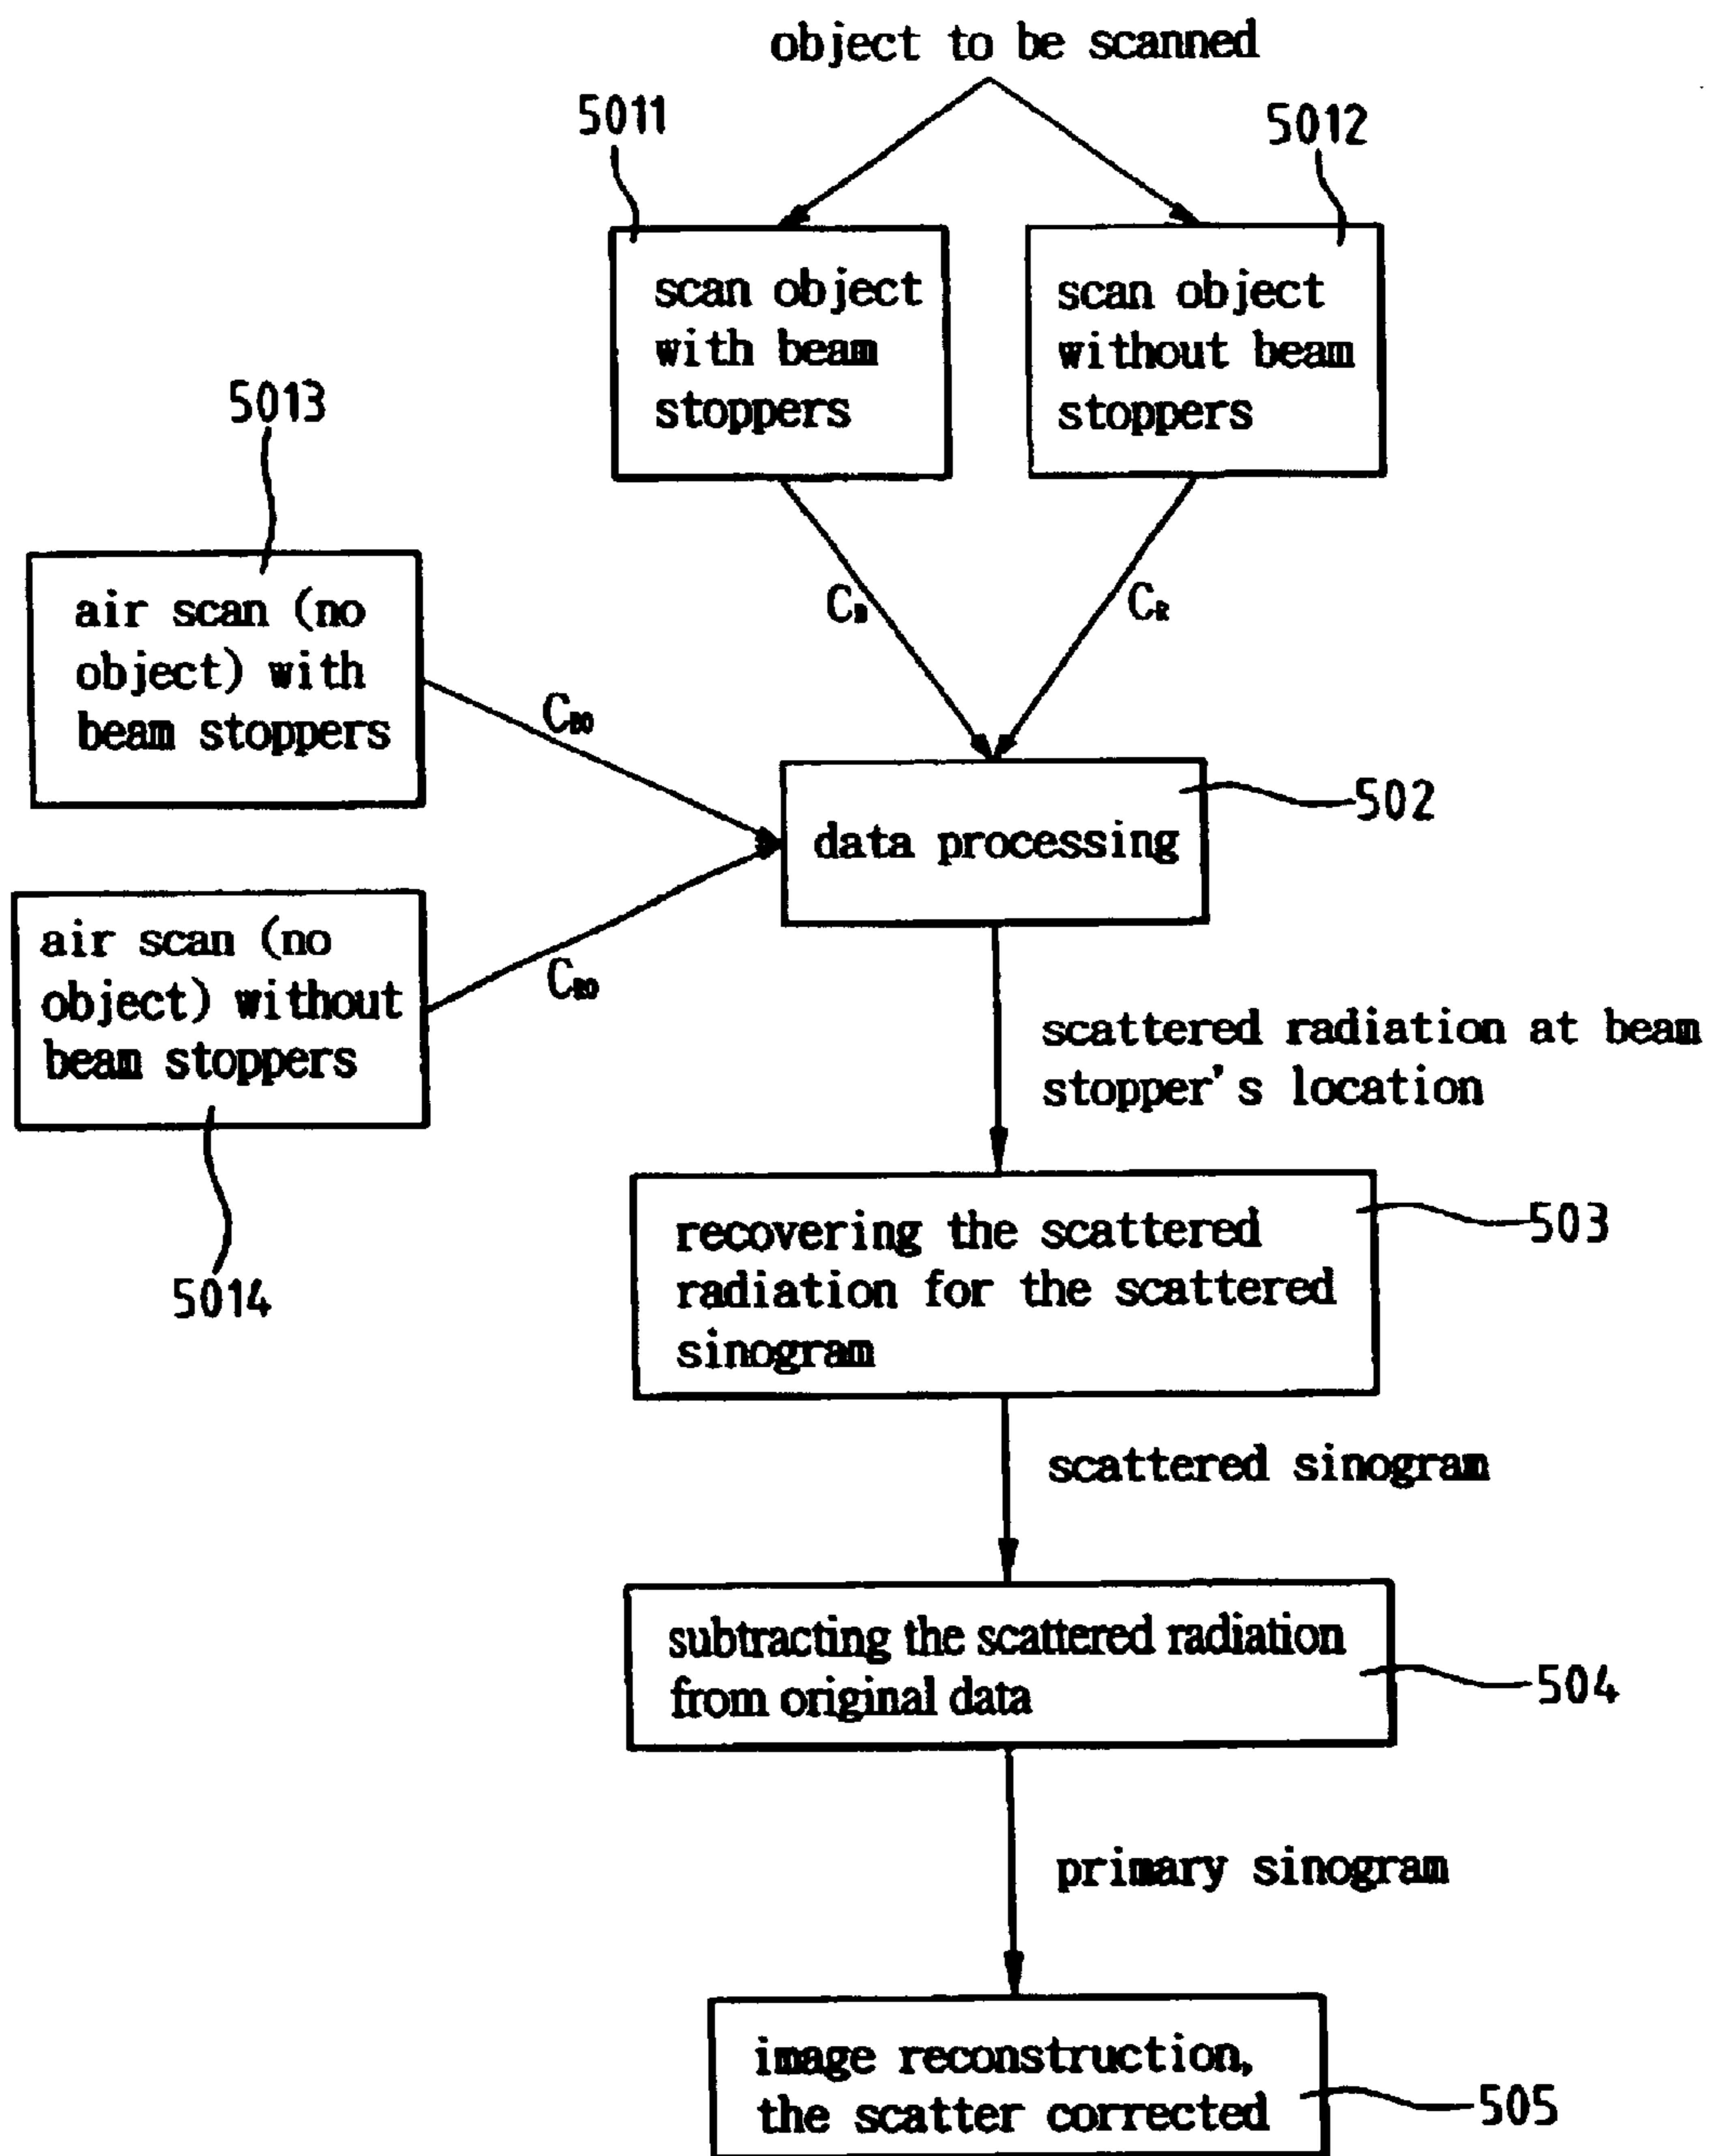 object to be scanned
5011
5012
scan object
with beam
stoppers
scan object
without beam
stoppers
5013
air scan (no
object) with
beam stoppers
C
C
C
502
data processing
air scan (no
object) without
beam stoppers
C
5014
scattered radiation at beam
stopper's location
recovering the scattered
radiation for the scattered
sinogram
503
scattered sinogram
subtracting the scattered radiation
from original data
504
primary sinogram
image reconstruction,
the scatter corrected
505